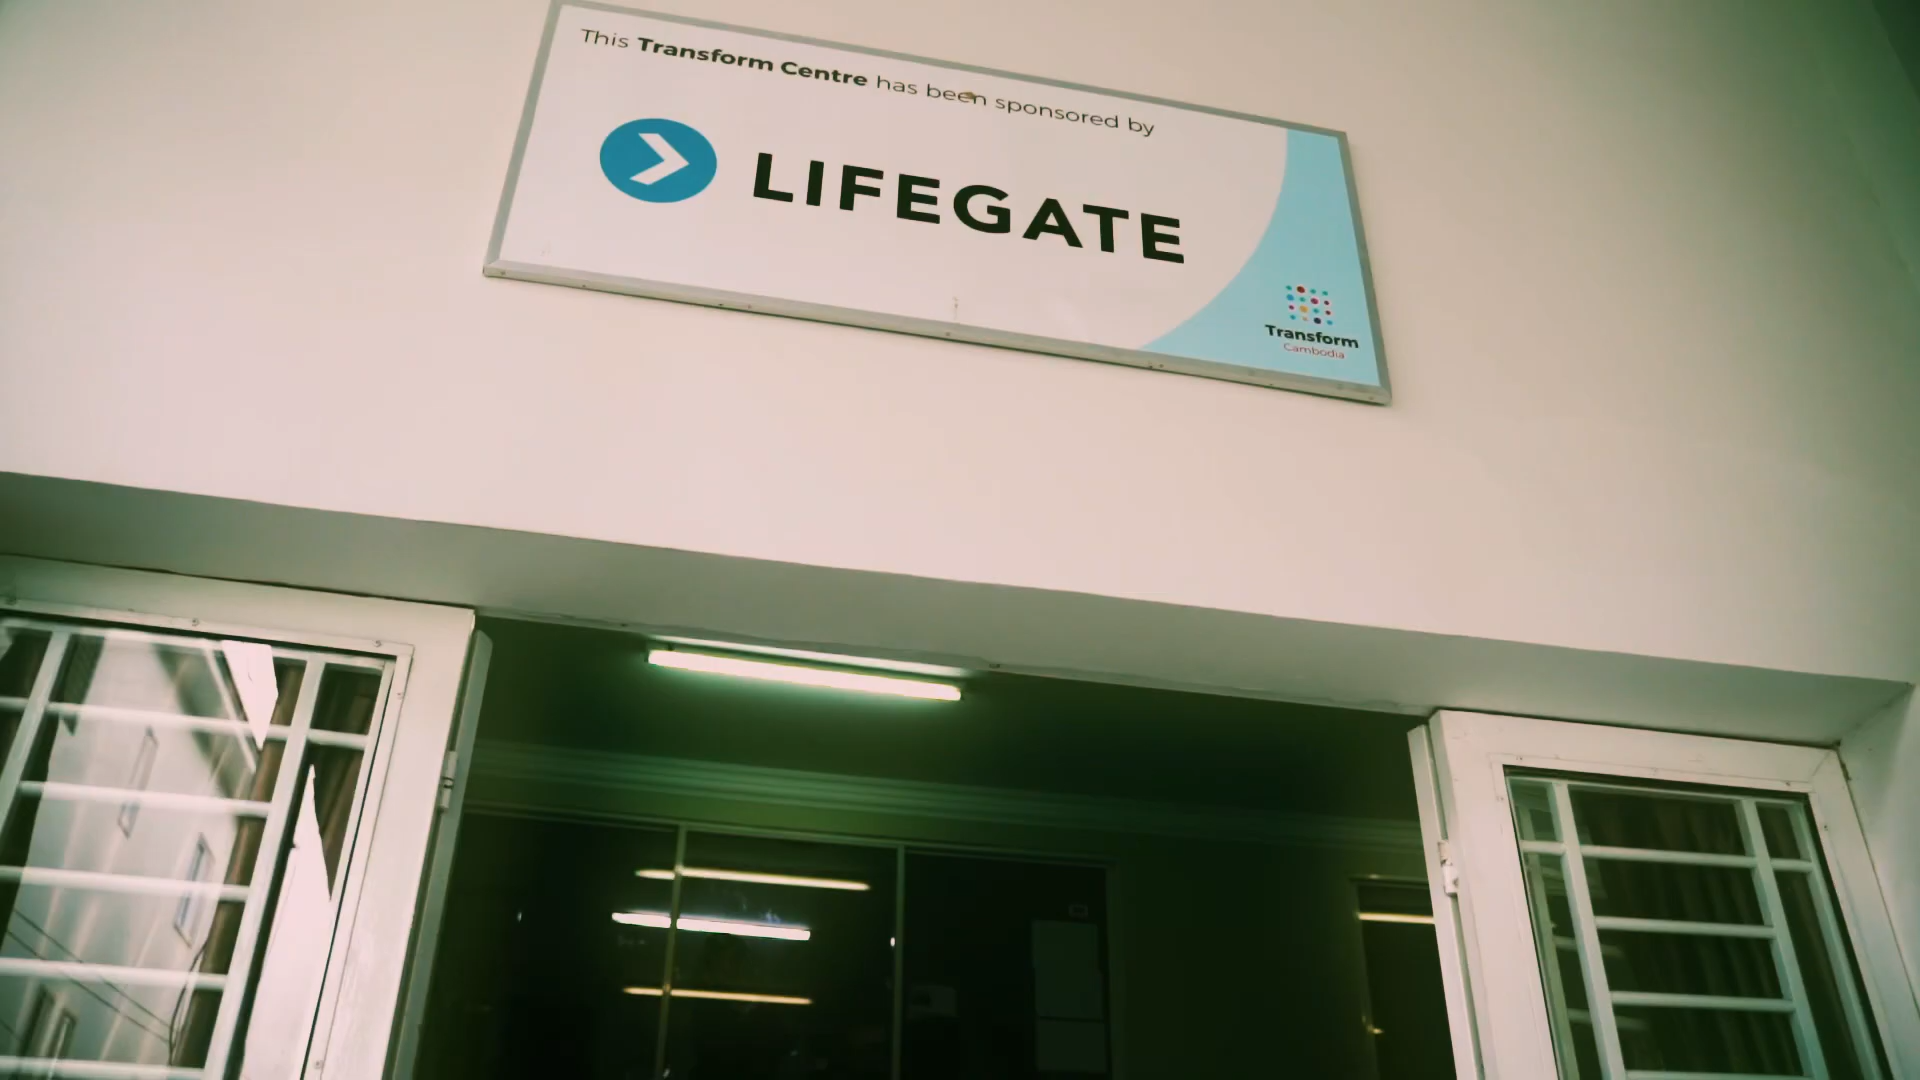 This Transform Centre has been sponsored by
LIFEGATE
Transform
Cambodia